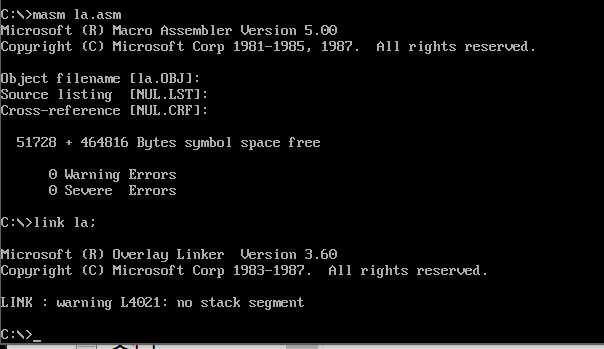 C:\>masm la.asm
Microsoft (R) Macro Assembler Version 5.00
Copyright (C) Microsoft Corp 1981-1985, 1987.  All rights reserved.
Object filename [la.OBJ]:
Source listing  [NUL.LST]:
Cross-reference [NUL.CRF]:
51728 + 464816 Bytes symbol space free
0 Warning Errors
0 Severe  Errors
C:\>link la;
Microsoft (R) Overlay Linker  Version 3.60
Copyright (C) Microsoft Corp 1983-1987.  All rights reserved.
LINK : warning L4021: no stack segment
C:\>_